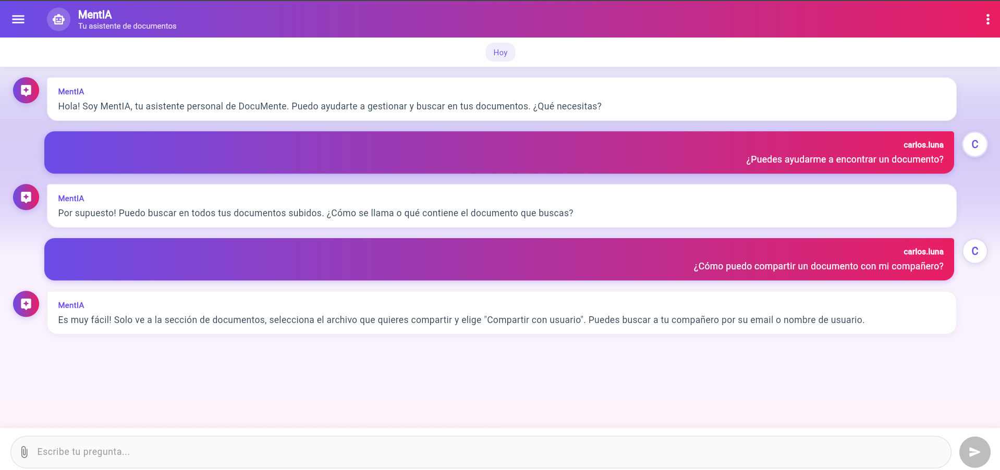 MentIA
Tu asistente de documentos
Hoy
MentIA
Hola! Soy MentIA, tu asistente personal de DocuMente. Puedo ayudarte a gestionar y buscar en tus documentos. ¿Qué necesitas?
carlos.luna
C
¿Puedes ayudarme a encontrar un documento?
MentIA
Por supuesto! Puedo buscar en todos tus documentos subidos. ¿Cómo se llama o qué contiene el documento que buscas?
carlos.luna
C
¿Cómo puedo compartir un documento con mi compañero?
MentIA
Es muy fácil! Solo ve a la sección de documentos, selecciona el archivo que quieres compartir y elige "Compartir con usuario". Puedes buscar a tu compañero por su email o nombre de usuario.
Escribe tu pregunta...